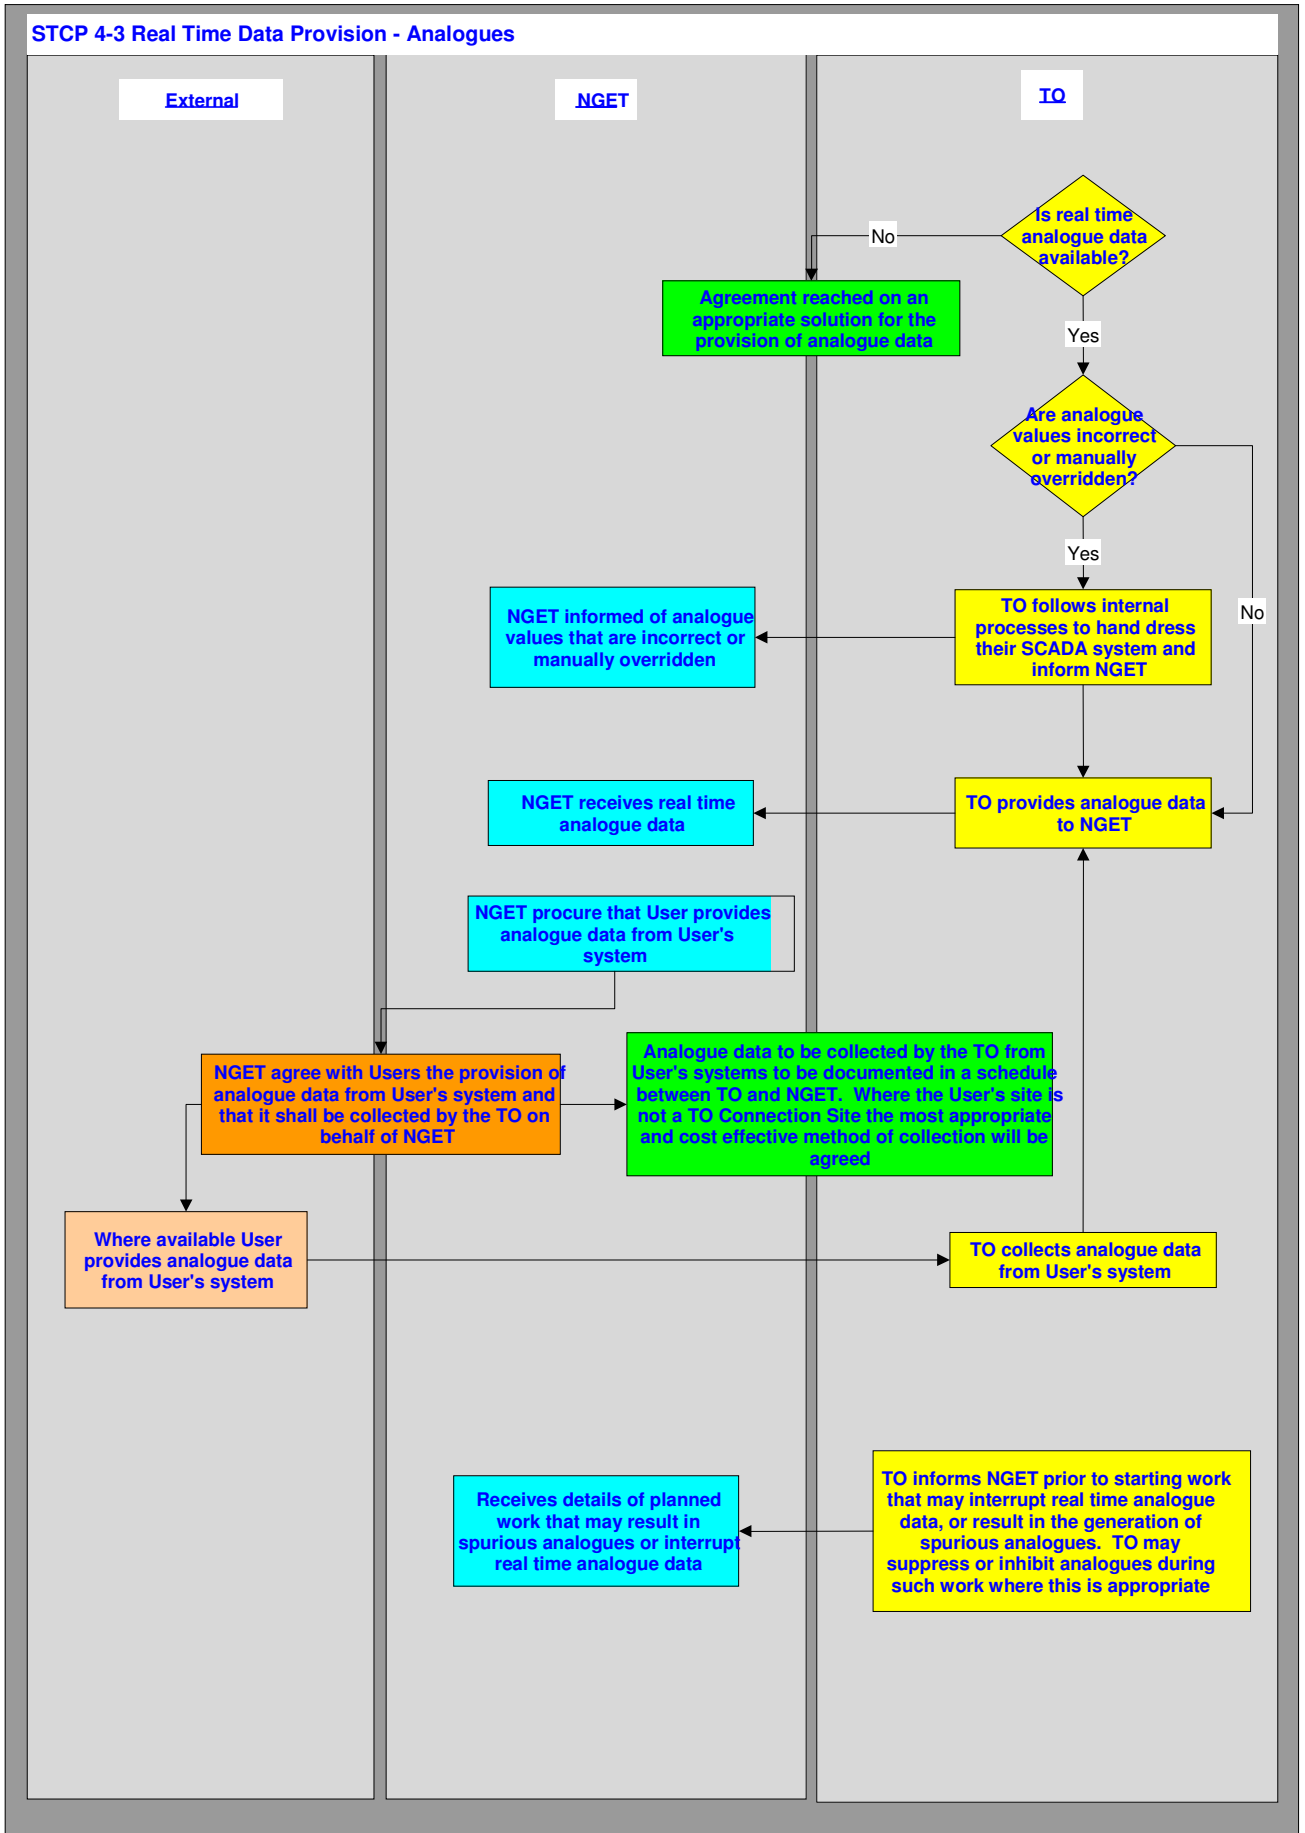 STCP 4-3 Real Time Data Provision - Analogues
External
NGET
TO
Is real time
analogue data
available?
No
Agreement reached on an
appropriate solution for the
provision of analogue data
Yes
Are analogue
values incorrect
or manually
overridden?
Yes
No
NGET informed of analogue
values that are incorrect or
manually overridden
TO follows internal
processes to hand dress
their SCADA system and
inform NGET
NGET receives real time
analogue data
TO provides analogue data
to NGET
NGET procure that User provides
analogue data from User's
system
NGET agree with Users the provision of
analogue data from User's system and
that it shall be collected by the TO on
behalf of NGET
Analogue data to be collected by the TO from
User's systems to be documented in a schedule
between TO and NGET.  Where the User's site is
not a TO Connection Site the most appropriate
and cost effective method of collection will be
agreed
Where available User
provides analogue data
from User's system
TO collects analogue data
from User's system
Receives details of planned
work that may result in
spurious analogues or interrupt
real time analogue data
TO informs NGET prior to starting work
that may interrupt real time analogue
data, or result in the generation of
spurious analogues.  TO may
suppress or inhibit analogues during
such work where this is appropriate